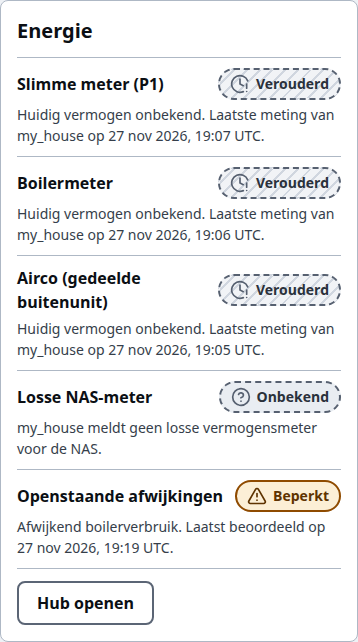 Energie
Slimme meter (P1)
Verouderd
Huidig vermogen onbekend. Laatste meting van
my_house op 27 nov 2026, 19:07 UTC.
Boilermeter
Verouderd
Huidig vermogen onbekend. Laatste meting van
my_house op 27 nov 2026, 19:06 UTC.
Airco (gedeelde
buitenunit)
Verouderd
Huidig vermogen onbekend. Laatste meting van
my_house op 27 nov 2026, 19:05 UTC.
Losse NAS-meter
Onbekend
my_house meldt geen losse vermogensmeter
voor de NAS.
Openstaande afwijkingen
Beperkt
Afwijkend boilerverbruik. Laatst beoordeeld op
27 nov 2026, 19:19 UTC.
Hub openen